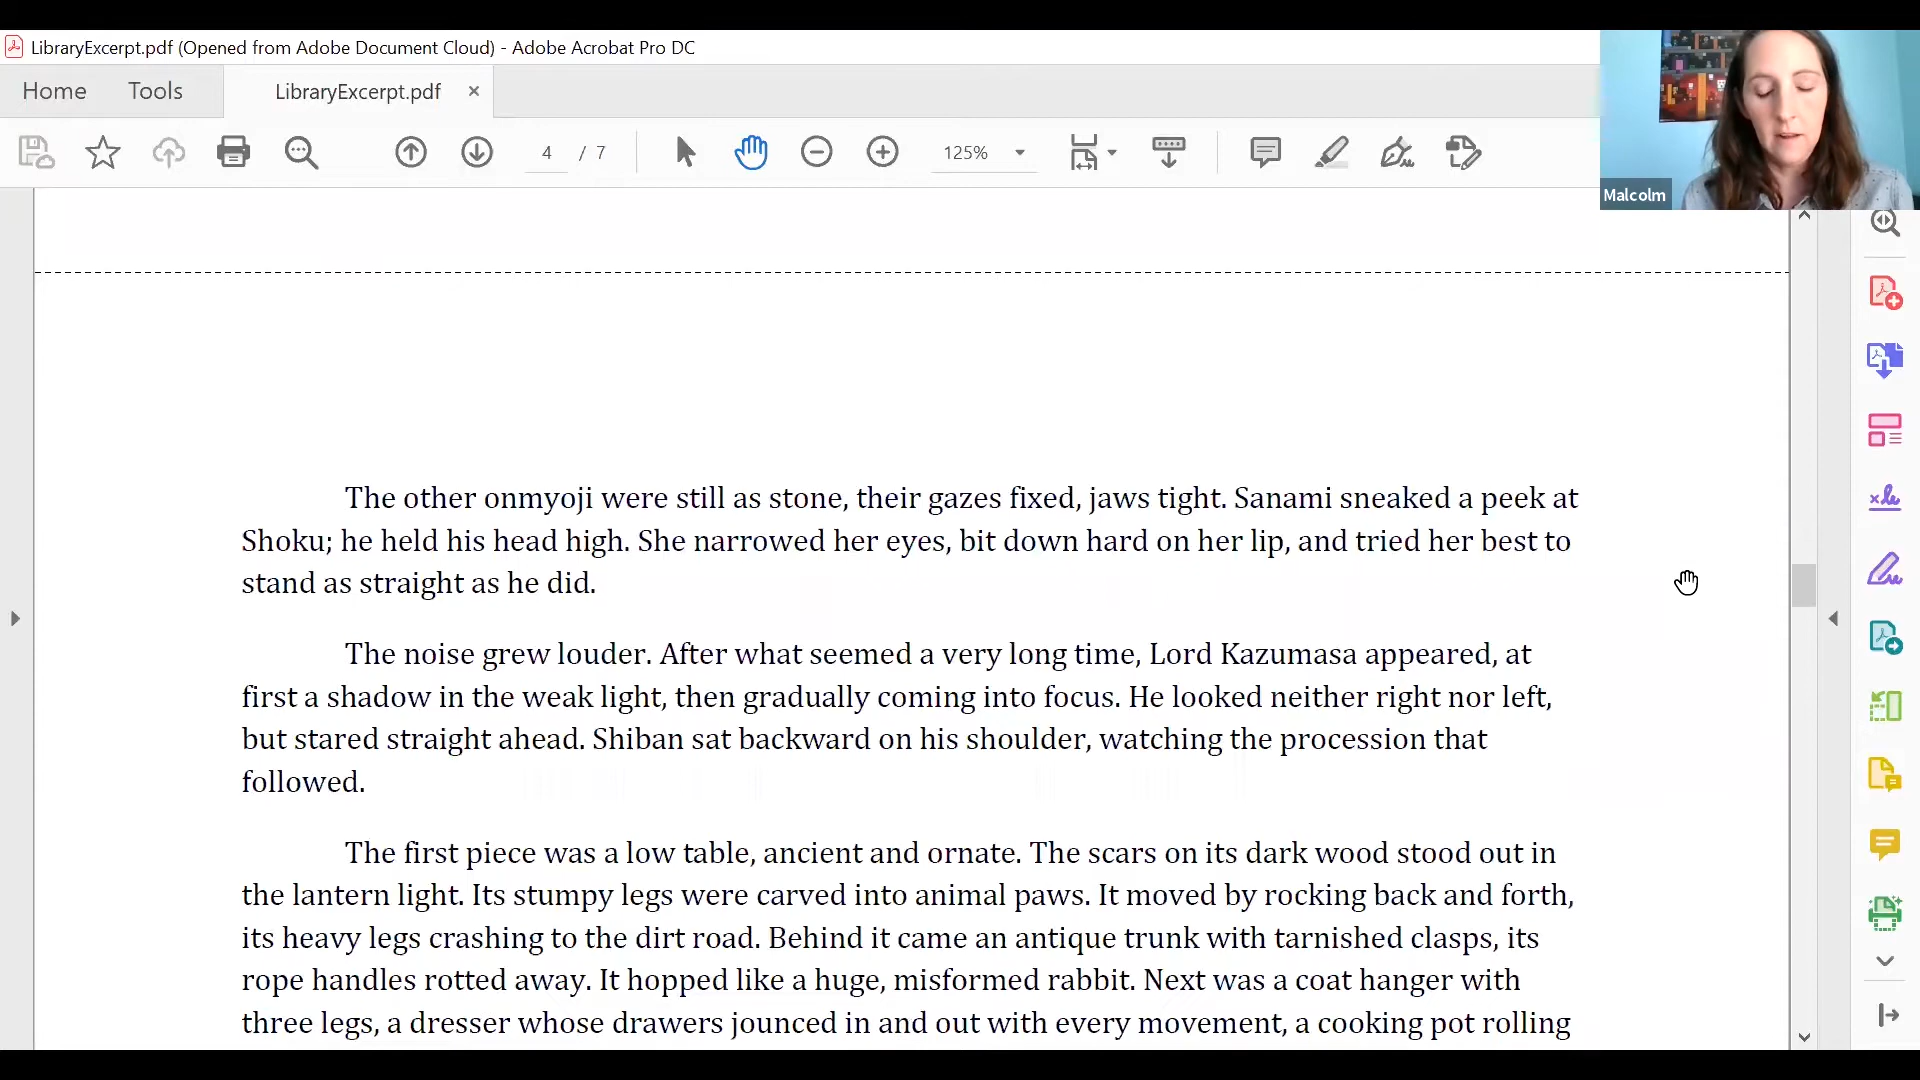 LibraryExcerpt.pdf (Opened from Adobe Document Cloud) - Adobe Acrobat Pro DC
Home Tools LibraryExcerpt.pdf ×
4 / 7 125%
Malcolm
The other onmyoji were still as stone, their gazes fixed, jaws tight. Sanami sneaked a peek at
Shoku; he held his head high. She narrowed her eyes, bit down hard on her lip, and tried her best to
stand as straight as he did.
The noise grew louder. After what seemed a very long time, Lord Kazumasa appeared, at
first a shadow in the weak light, then gradually coming into focus. He looked neither right nor left,
but stared straight ahead. Shiban sat backward on his shoulder, watching the procession that
followed.
The first piece was a low table, ancient and ornate. The scars on its dark wood stood out in
the lantern light. Its stumpy legs were carved into animal paws. It moved by rocking back and forth,
its heavy legs crashing to the dirt road. Behind it came an antique trunk with tarnished clasps, its
rope handles rotted away. It hopped like a huge, misformed rabbit. Next was a coat hanger with
three legs, a dresser whose drawers jounced in and out with every movement, a cooking pot rolling